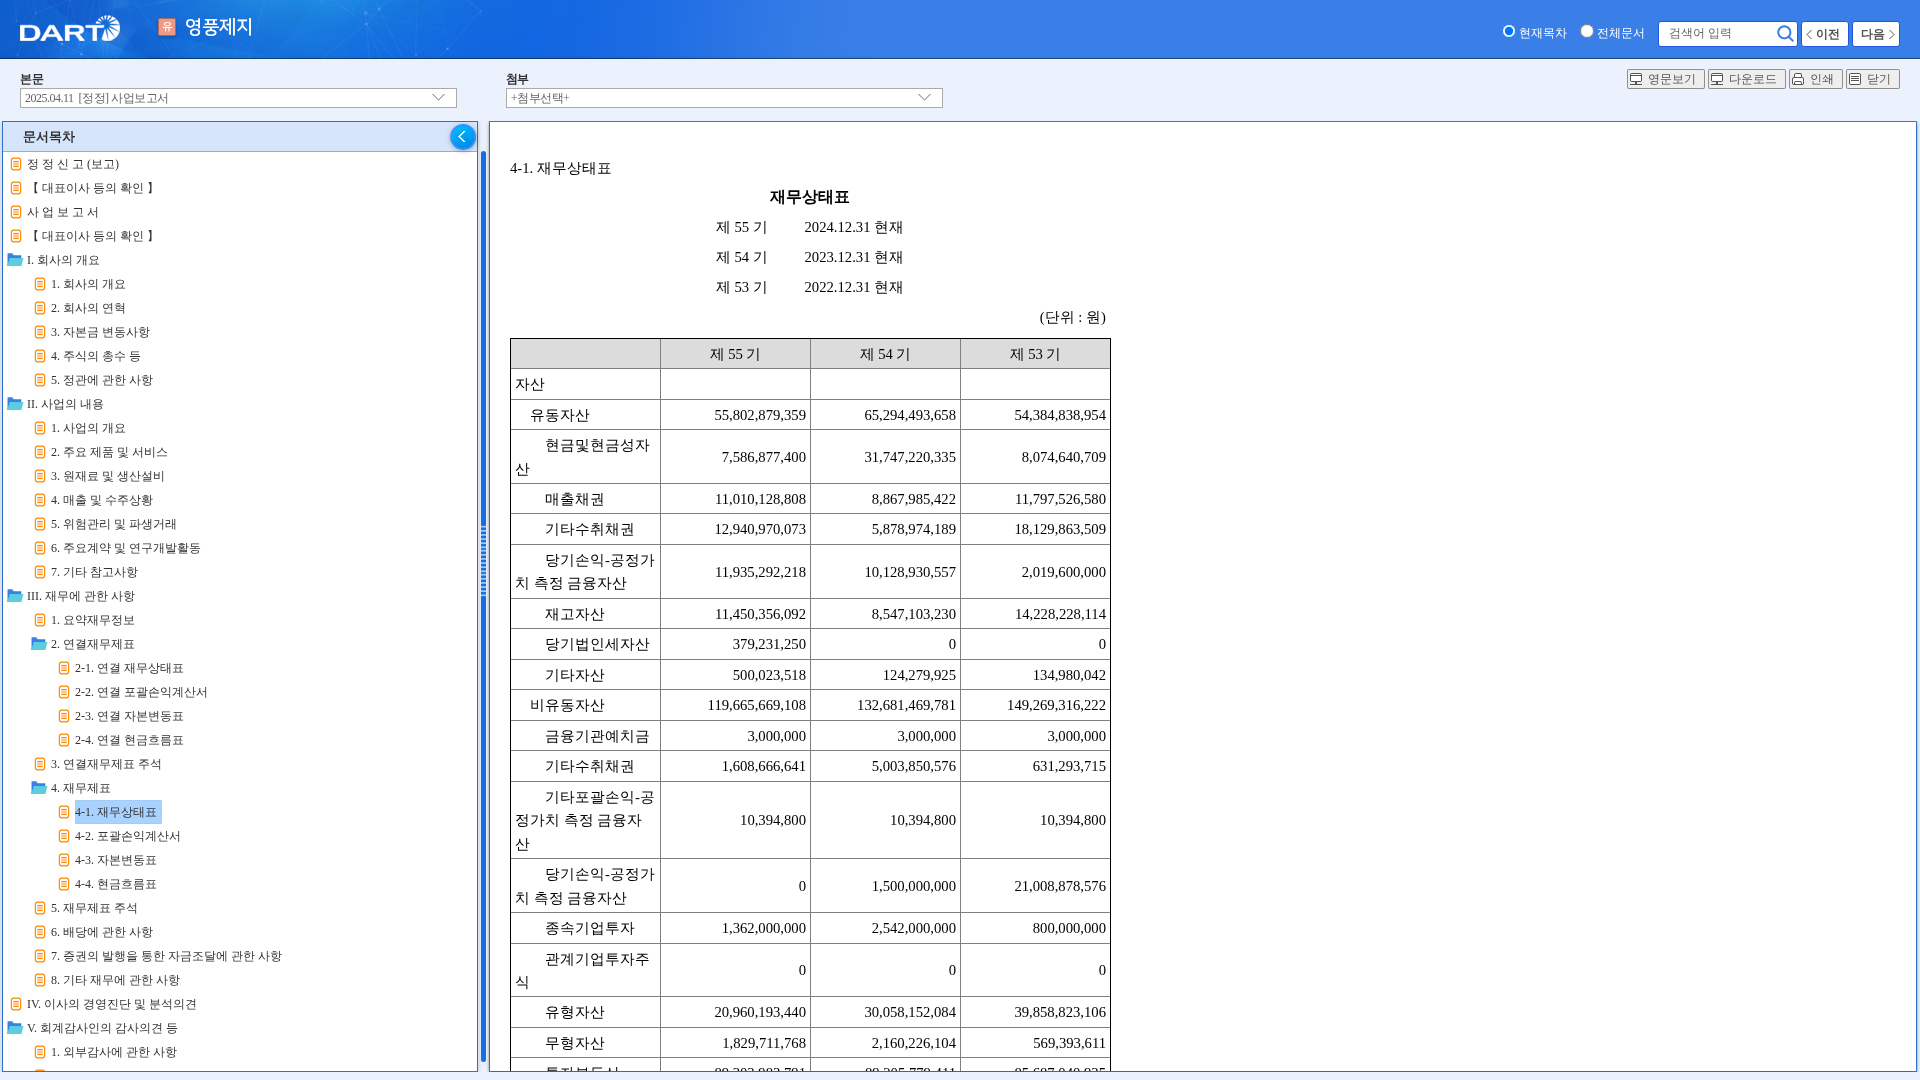 DART
유 영풍제지
현재목차 전체문서 검색어 입력 이전 다음
본문
2025.04.11 [정정] 사업보고서
첨부
+첨부선택+
영문보기 다운로드 인쇄 닫기
문서목차
정 정 신 고 (보고)
【 대표이사 등의 확인 】
사 업 보 고 서
【 대표이사 등의 확인 】
I. 회사의 개요
1. 회사의 개요
2. 회사의 연혁
3. 자본금 변동사항
4. 주식의 총수 등
5. 정관에 관한 사항
II. 사업의 내용
1. 사업의 개요
2. 주요 제품 및 서비스
3. 원재료 및 생산설비
4. 매출 및 수주상황
5. 위험관리 및 파생거래
6. 주요계약 및 연구개발활동
7. 기타 참고사항
III. 재무에 관한 사항
1. 요약재무정보
2. 연결재무제표
2-1. 연결 재무상태표
2-2. 연결 포괄손익계산서
2-3. 연결 자본변동표
2-4. 연결 현금흐름표
3. 연결재무제표 주석
4. 재무제표
4-1. 재무상태표
4-2. 포괄손익계산서
4-3. 자본변동표
4-4. 현금흐름표
5. 재무제표 주석
6. 배당에 관한 사항
7. 증권의 발행을 통한 자금조달에 관한 사항
8. 기타 재무에 관한 사항
IV. 이사의 경영진단 및 분석의견
V. 회계감사인의 감사의견 등
1. 외부감사에 관한 사항
4-1. 재무상태표
재무상태표
제 55 기 2024.12.31 현재
제 54 기 2023.12.31 현재
제 53 기 2022.12.31 현재
(단위 : 원)
제 55 기 제 54 기 제 53 기
자산
유동자산 55,802,879,359 65,294,493,658 54,384,838,954
현금및현금성자
산 7,586,877,400 31,747,220,335 8,074,640,709
매출채권 11,010,128,808 8,867,985,422 11,797,526,580
기타수취채권 12,940,970,073 5,878,974,189 18,129,863,509
당기손익-공정가
치 측정 금융자산 11,935,292,218 10,128,930,557 2,019,600,000
재고자산 11,450,356,092 8,547,103,230 14,228,228,114
당기법인세자산 379,231,250 0 0
기타자산 500,023,518 124,279,925 134,980,042
비유동자산 119,665,669,108 132,681,469,781 149,269,316,222
금융기관예치금 3,000,000 3,000,000 3,000,000
기타수취채권 1,608,666,641 5,003,850,576 631,293,715
기타포괄손익-공
정가치 측정 금융자
산 10,394,800 10,394,800 10,394,800
당기손익-공정가
치 측정 금융자산 0 1,500,000,000 21,008,878,576
종속기업투자 1,362,000,000 2,542,000,000 800,000,000
관계기업투자주
식 0 0 0
유형자산 20,960,193,440 30,058,152,084 39,858,823,106
무형자산 1,829,711,768 2,160,226,104 569,393,611